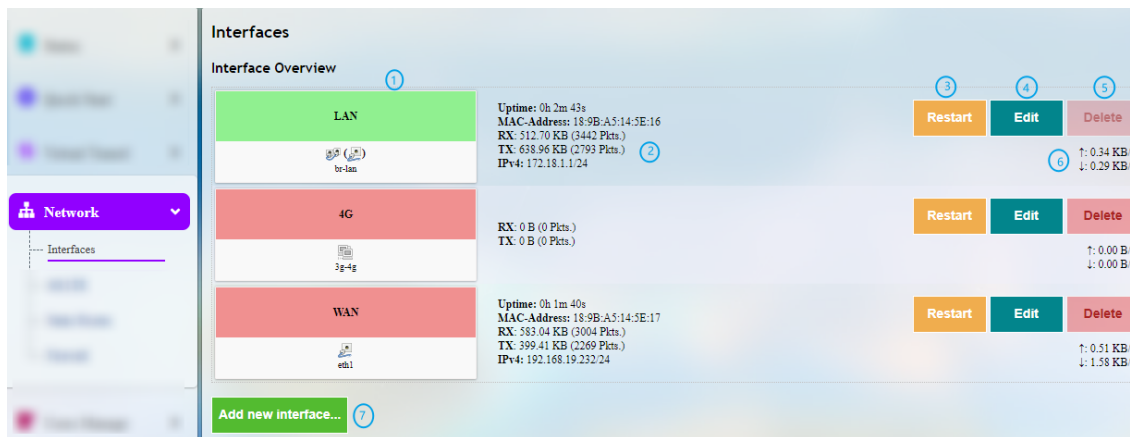 Interfaces
Interface Overview
1
3
4
5
LAN
Uptime: 0h 2m 43s
MAC-Address: 18:9B:A5:14:5E:16
RX: 512.70 KB (3442 Pkts.)
TX: 638.96 KB (2793 Pkts.)
IPv4: 172.18.1.1/24
2
Restart
Edit
Delete
br-lan
6
↑: 0.34 KB/
↓: 0.29 KB/
Network
Interfaces
4G
RX: 0 B (0 Pkts.)
TX: 0 B (0 Pkts.)
Restart
Edit
Delete
3g-4g
↑: 0.00 B/
↓: 0.00 B/
WAN
Uptime: 0h 1m 40s
MAC-Address: 18:9B:A5:14:5E:17
RX: 583.04 KB (3004 Pkts.)
TX: 399.41 KB (2269 Pkts.)
IPv4: 192.168.19.232/24
Restart
Edit
Delete
eth1
↑: 0.51 KB/
↓: 1.58 KB/
Add new interface...
7